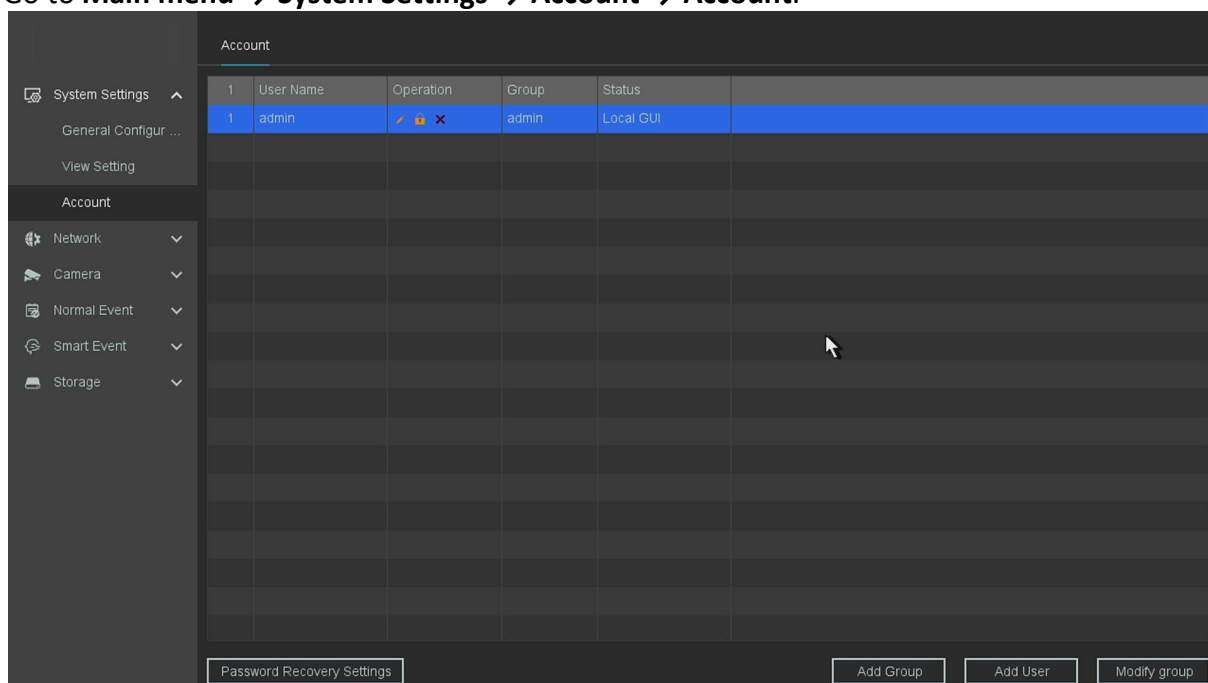 Go to Main menu → System Settings → Account → Account.
Account
System Settings
General Configur ...
View Setting
Account
Network
Camera
Normal Event
Smart Event
Storage
1 User Name Operation Group Status
1 admin admin Local GUI
Password Recovery Settings Add Group Add User Modify group